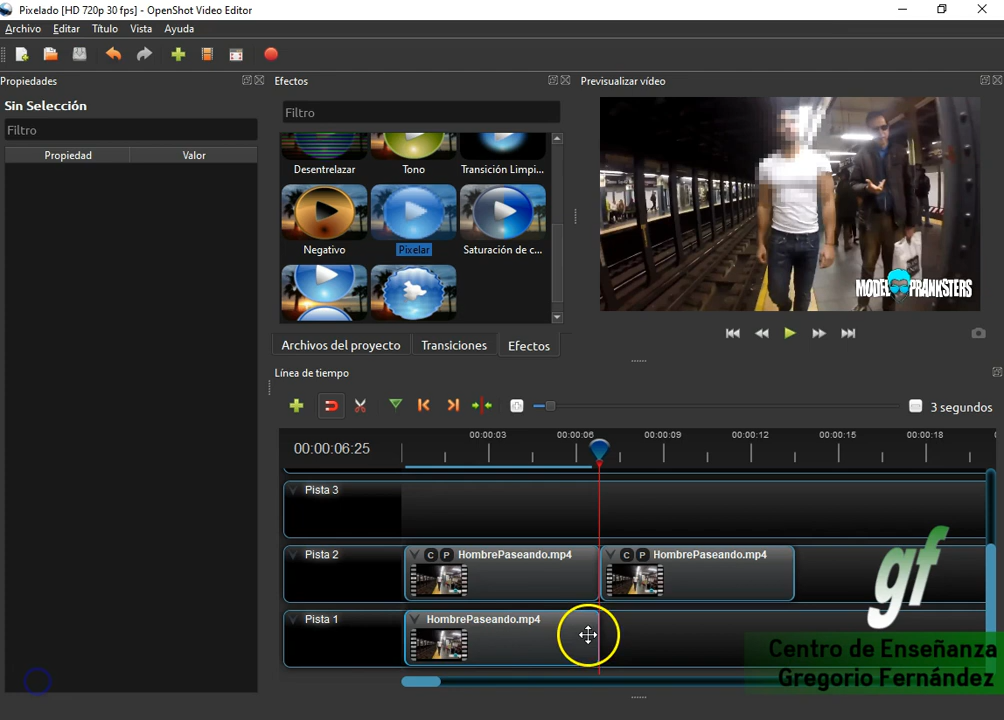 Pixelado [HD 720p 30 fps] - OpenShot Video Editor
Archivo Editar Título Vista Ayuda
Propiedades
Efectos
Previsualizar vídeo
Sin Selección
Filtro
Filtro
Propiedad Valor
Desentrelazar Tono Transición Limpi...
Negativo Pixelar Saturación de c...
MODEL PRANKSTERS
Archivos del proyecto Transiciones Efectos
Línea de tiempo
3 segundos
00:00:06:25
00:00:03 00:00:06 00:00:09 00:00:12 00:00:15 00:00:18
Pista 3
Pista 2
C P HombrePaseando.mp4
C P HombrePaseando.mp4
Pista 1
HombrePaseando.mp4
gf
Centro de Enseñanza
Gregorio Fernández